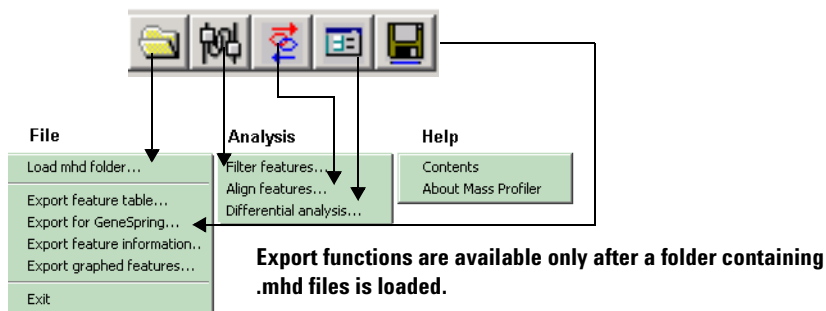 File
Load mhd folder...
Export feature table...
Export for GeneSpring...
Export feature information..
Export graphed features...
Exit
Analysis
Filter features...
Align features...
Differential analysis...
Help
Contents
About Mass Profiler
Export functions are available only after a folder containing
.mhd files is loaded.